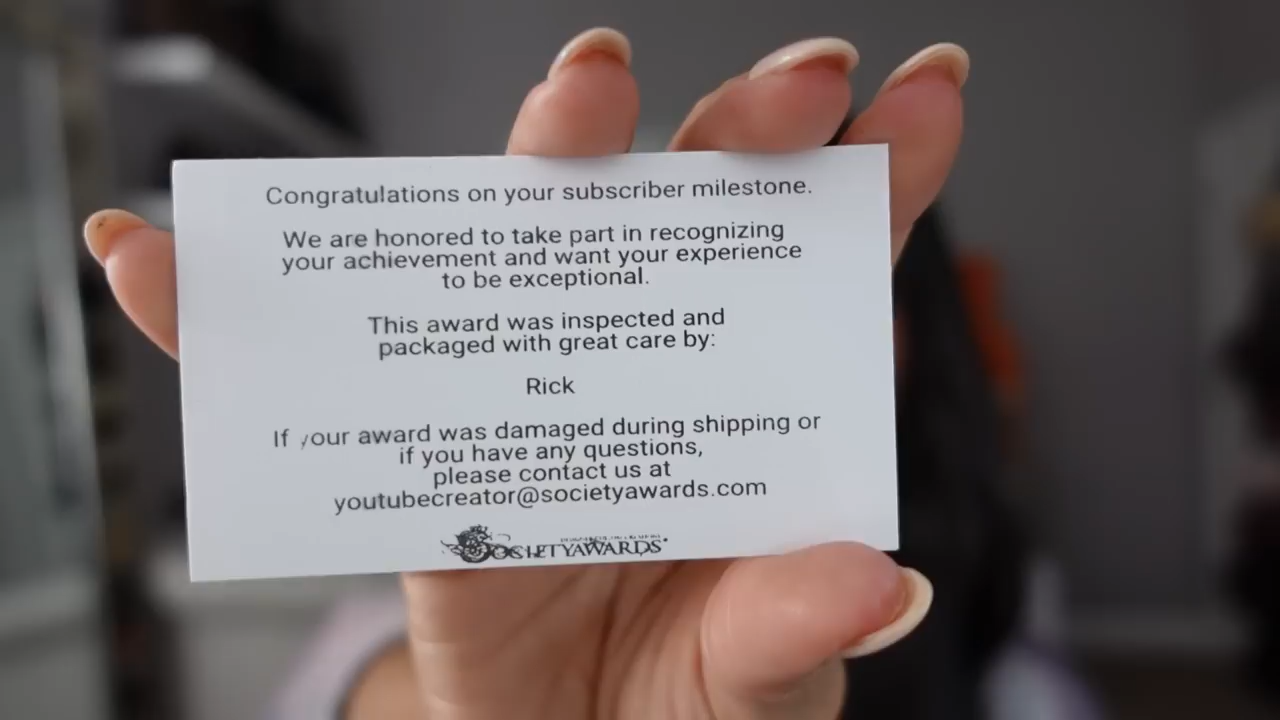 Congratulations on your subscriber milestone.
We are honored to take part in recognizing
your achievement and want your experience
to be exceptional.
This award was inspected and
packaged with great care by:
Rick
If your award was damaged during shipping or
if you have any questions,
please contact us at
youtubecreator@societyawards.com
SOCIETYAWARDS